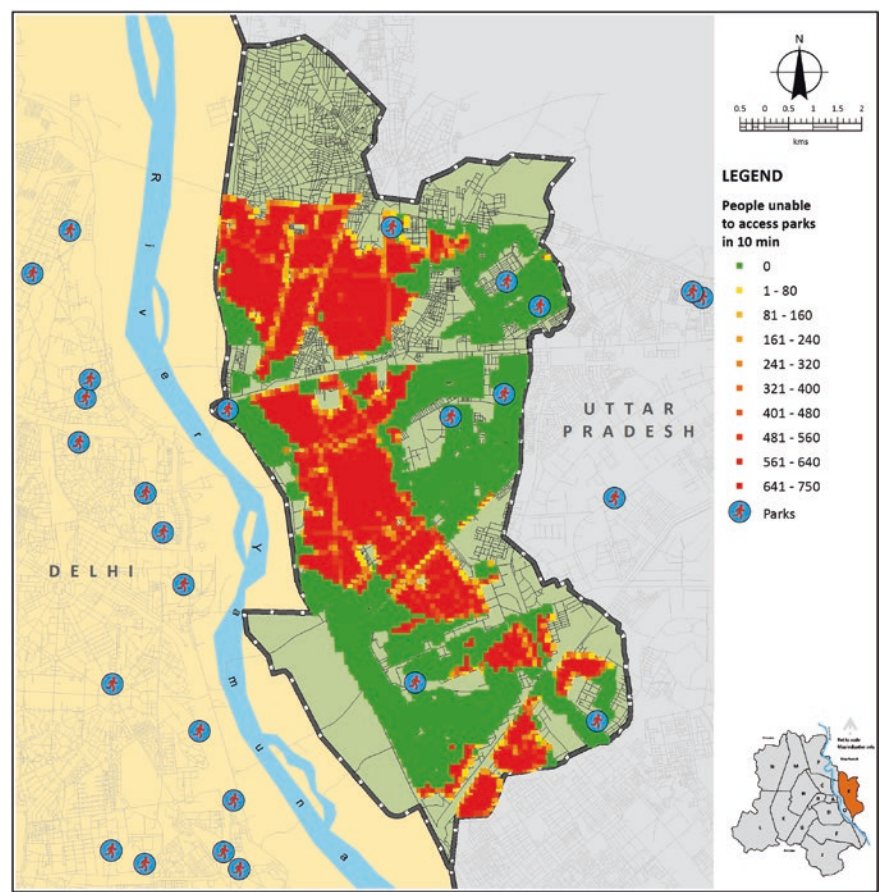 N
0.5 0 0.5 1 1.5 2
kms
LEGEND
People unable
to access parks
in 10 min
0
1 - 80
81 - 160
161 - 240
241 - 320
321 - 400
401 - 480
481 - 560
561 - 640
641 - 750
Parks
River Yamuna
UTTAR
PRADESH
DELHI